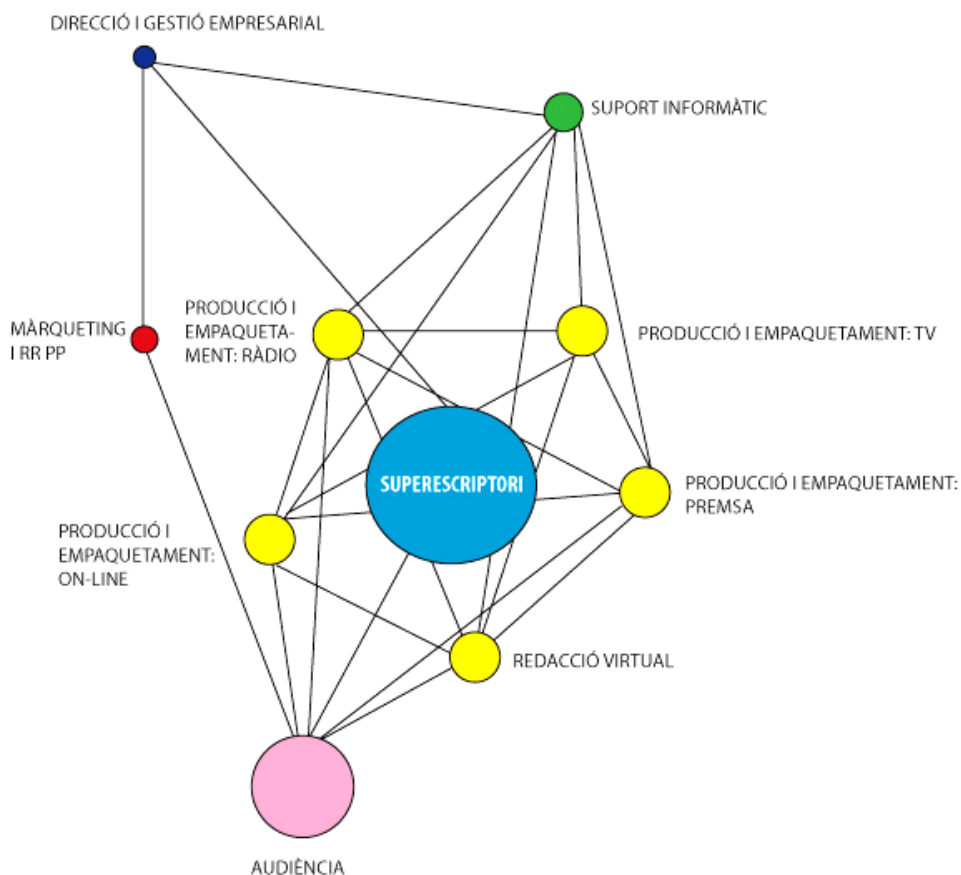 DIRECCIÓ I GESTIÓ EMPRESARIAL
SUPORT INFORMÀTIC
MÀRQUETING
I RR PP
PRODUCCIÓ I
EMPAQUETA-
MENT: RÀDIO
PRODUCCIÓ I EMPAQUETAMENT: TV
SUPERESCRIPTORI
PRODUCCIÓ I EMPAQUETAMENT:
PREMSA
PRODUCCIÓ I
EMPAQUETAMENT:
ON-LINE
REDACCIÓ VIRTUAL
AUDIÈNCIA